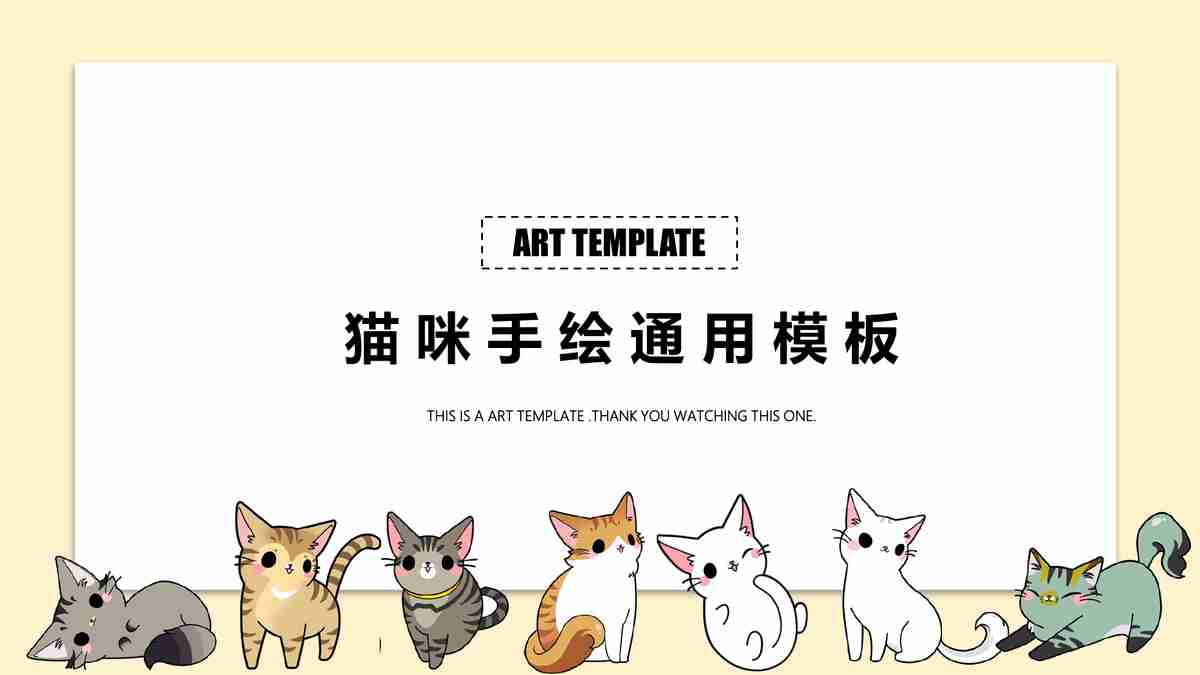 ART TEMPLATE
猫咪手绘通用模板
THIS IS A ART TEMPLATE .THANK YOU WATCHING THIS ONE.